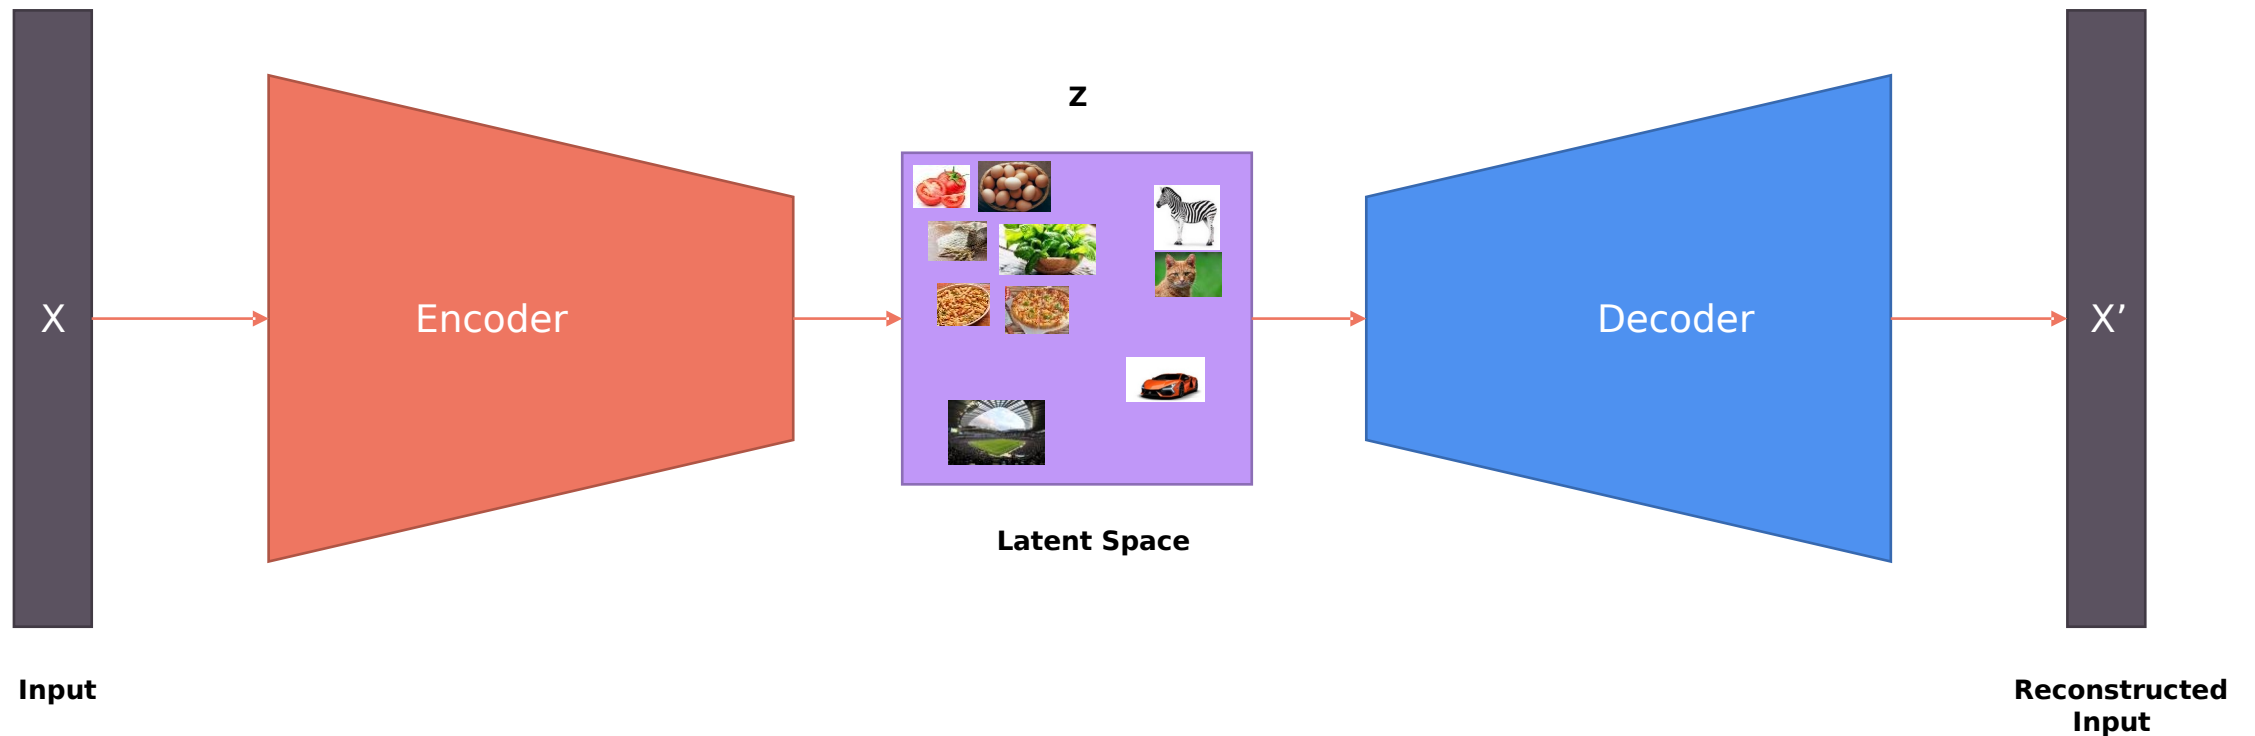 Z
X
Encoder
Decoder
X’
Latent Space
Input
Reconstructed
Input